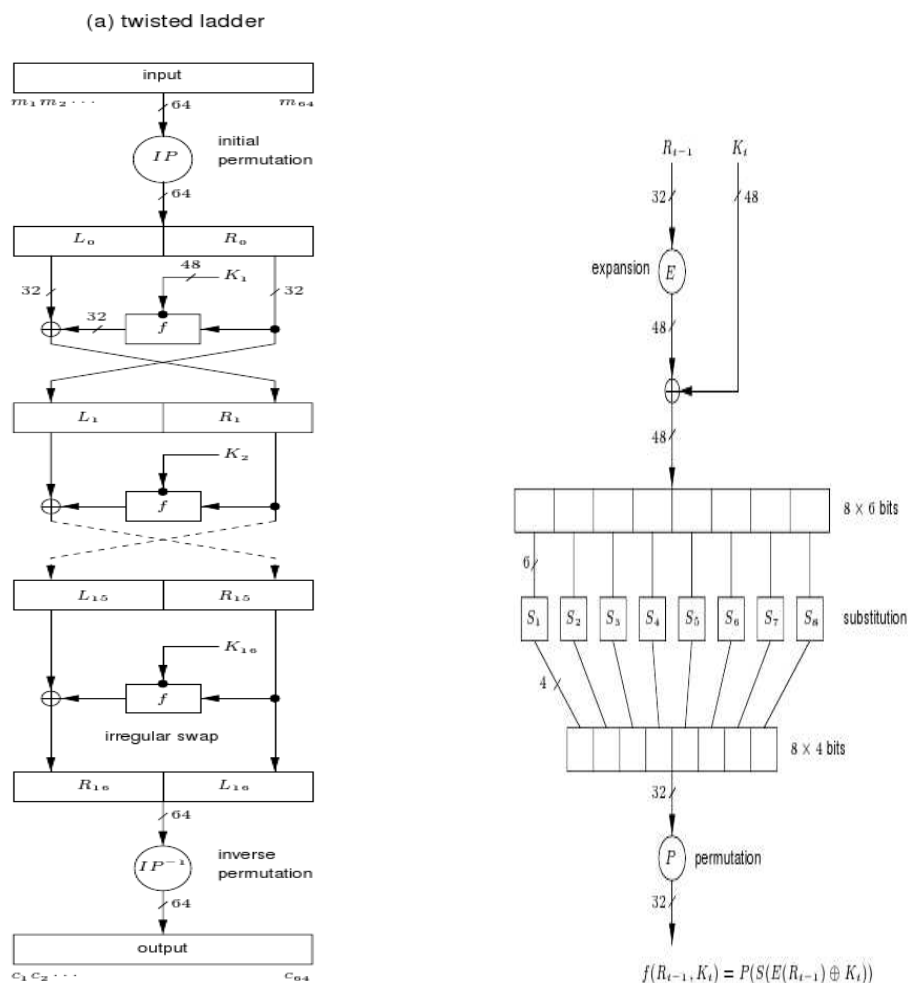 (a) twisted ladder
input
m₁ m₂ · · · m₆₄
64
initial
permutation
IP
64
L₀ R₀
48
K₁
32 32
32
f
L₁ R₁
K₂
f
L₁₅ R₁₅
K₁₆
f
irregular swap
R₁₆ L₁₆
64
inverse
permutation
IP⁻¹
64
output
c₁ c₂ · · · c₆₄
Rᵢ₋₁ Kᵢ
32 48
expansion E
48
48
8 × 6 bits
6
S₁ S₂ S₃ S₄ S₅ S₆ S₇ S₈ substitution
4
8 × 4 bits
32
P permutation
32
f(Rᵢ₋₁, Kᵢ) = P(S(E(Rᵢ₋₁) ⊕ Kᵢ))